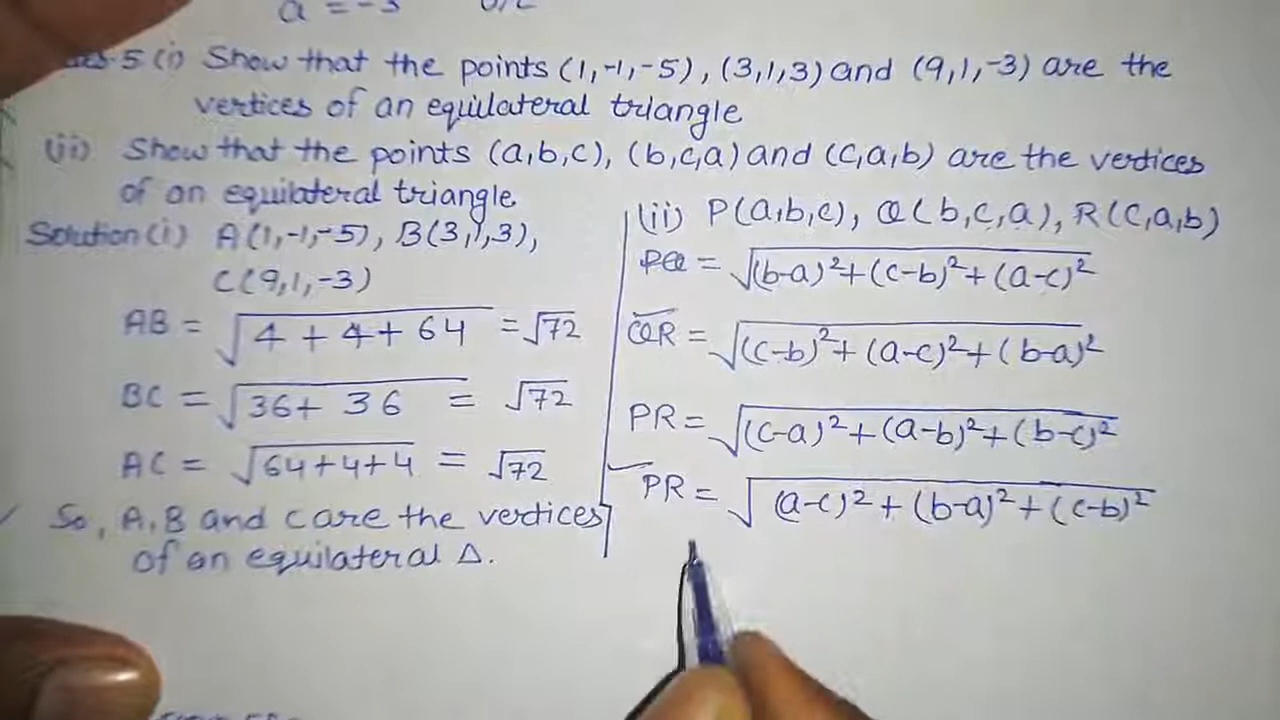 a = -3
5 (i) Show that the points (1,-1,-5), (3,1,3) and (9,1,-3) are the
vertices of an equilateral triangle
(ii) Show that the points (a,b,c), (b,c,a) and (c,a,b) are the vertices
of an equilateral triangle.
Solution (i) A(1,-1,-5), B(3,1,3),
C(9,1,-3)
AB = √4 + 4 + 64 = √72
BC = √36 + 36 = √72
AC = √64+4+4 = √72
So, A, B and C are the vertices
of an equilateral Δ.
(ii) P(a,b,c), Q(b,c,a), R(c,a,b)
PQ = √(b-a)²+(c-b)²+(a-c)²
QR = √(c-b)²+(a-c)²+(b-a)²
PR = √(c-a)²+(a-b)²+(b-c)²
PR = √(a-c)²+(b-a)²+(c-b)²